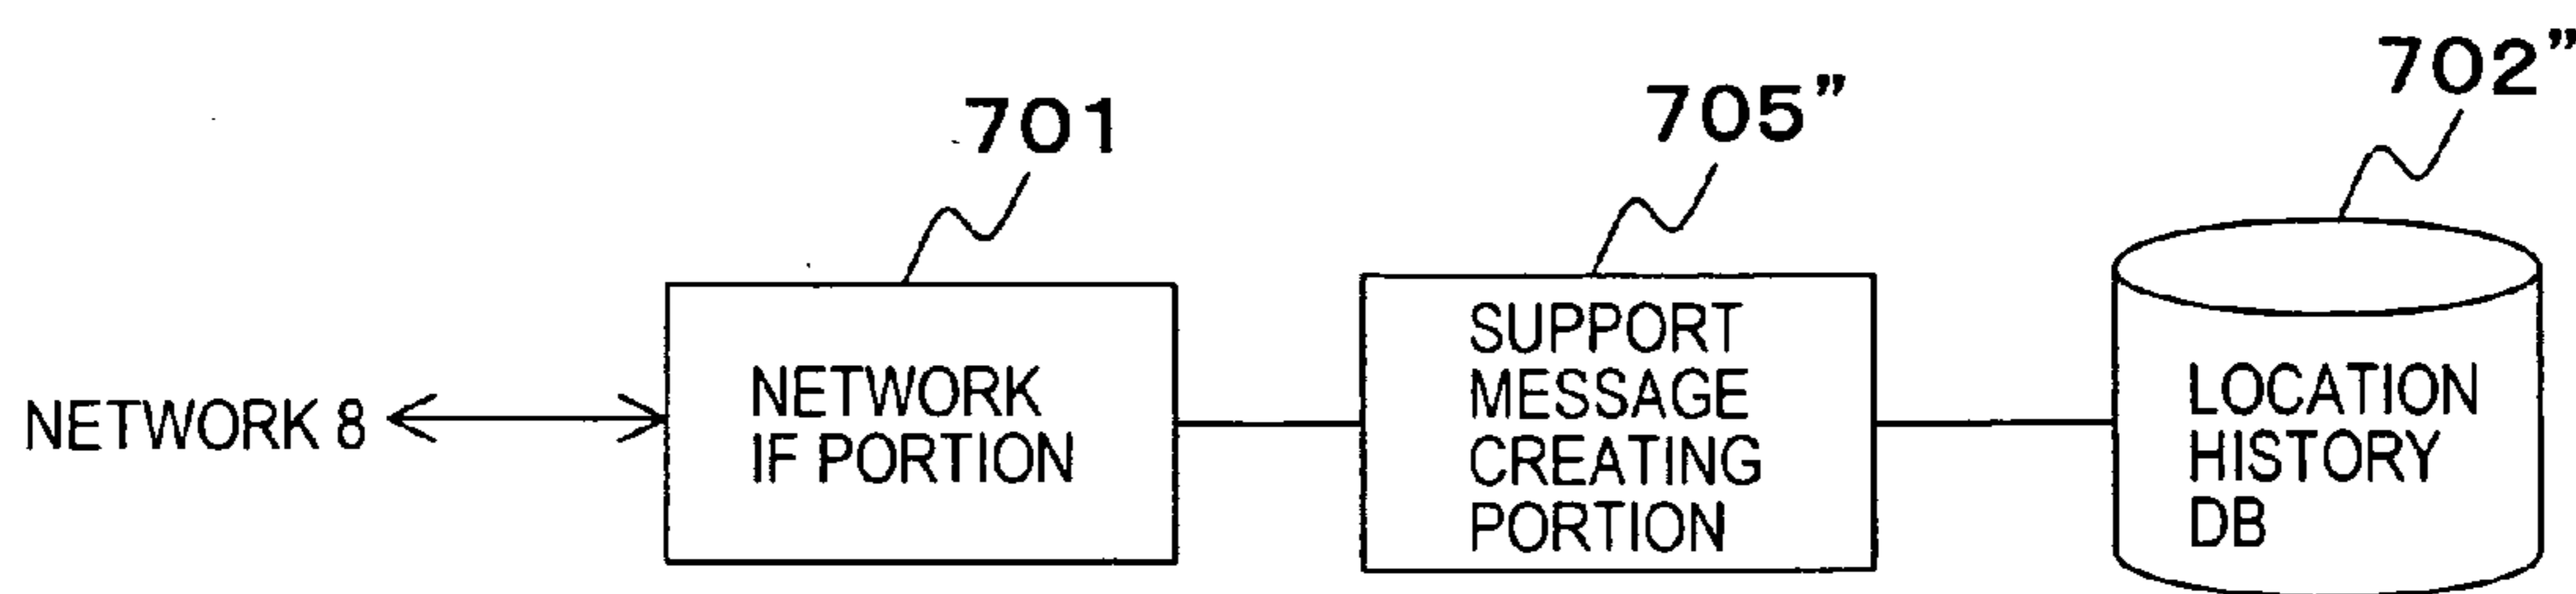 702”
705”
701
NETWORK 8
NETWORK
IF PORTION
SUPPORT
MESSAGE
CREATING
PORTION
LOCATION
HISTORY
DB